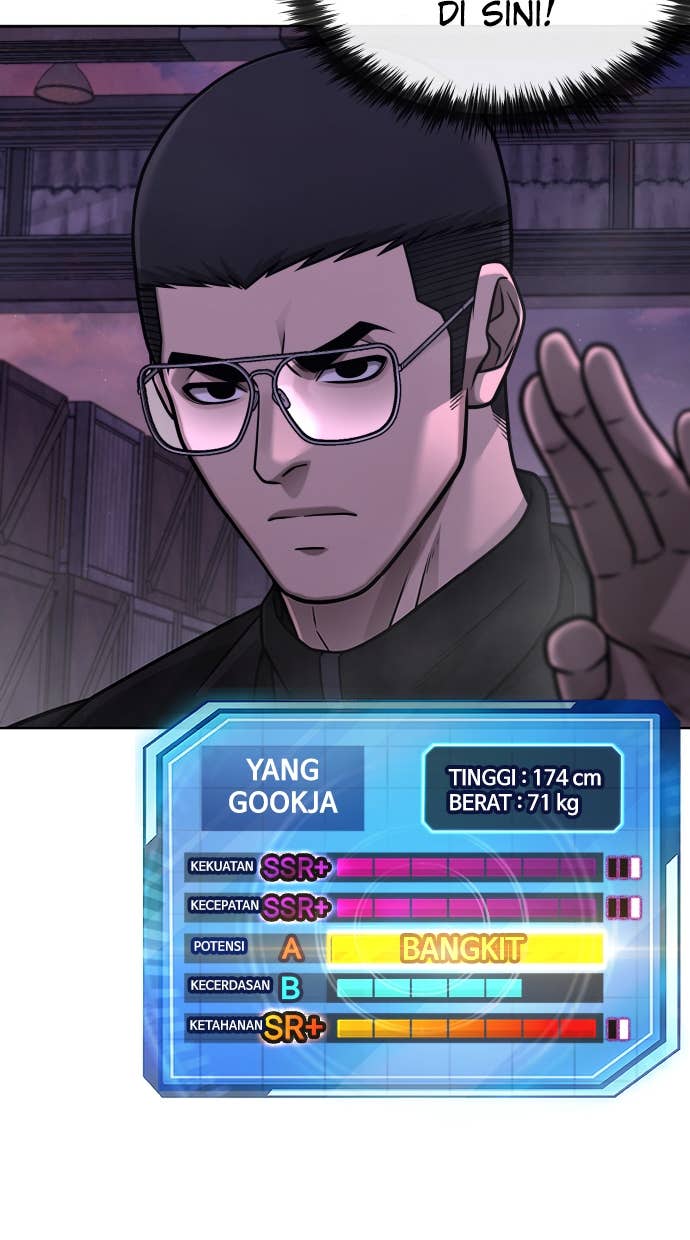 DI SINI!
YANG
GOOKJA
TINGGI : 174 cm
BERAT : 71 kg
KEKUATAN SSR+
KECEPATAN SSR+
POTENSI A BANGKIT
KECERDASAN B
KETAHANAN SR+